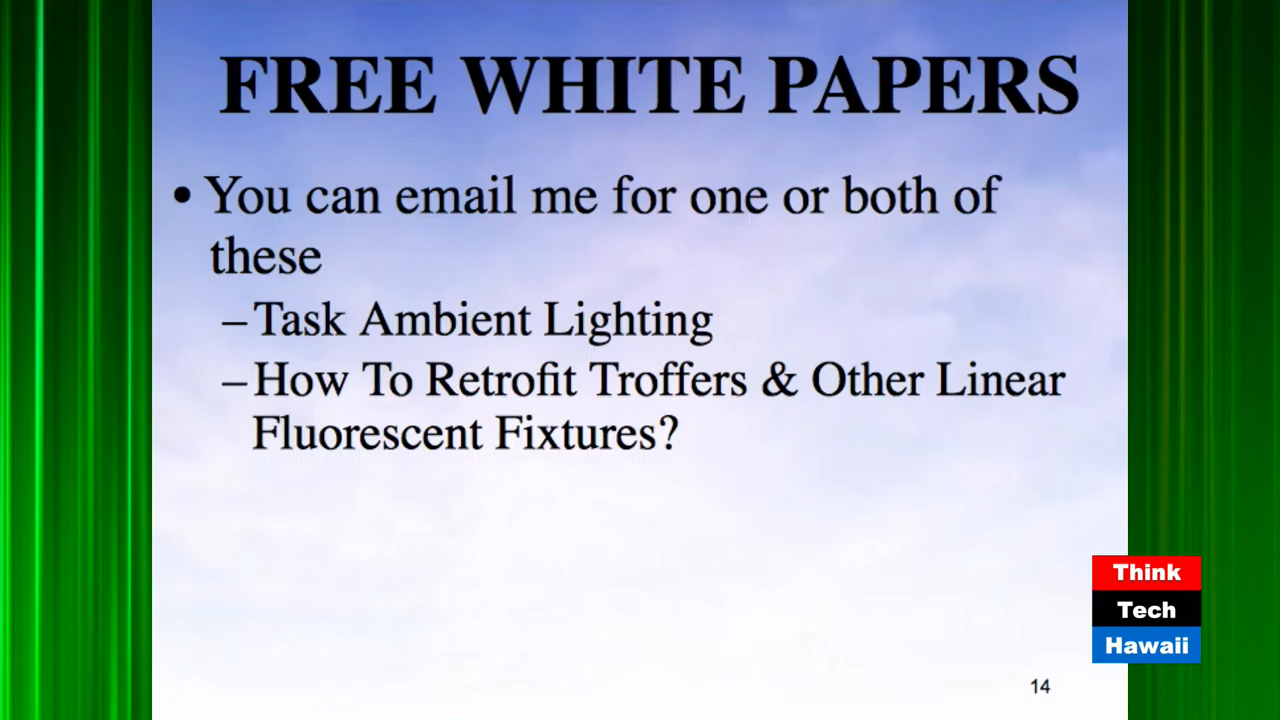 FREE WHITE PAPERS
• You can email me for one or both of
these
– Task Ambient Lighting
– How To Retrofit Troffers & Other Linear
Fluorescent Fixtures?
Think
Tech
Hawaii
14